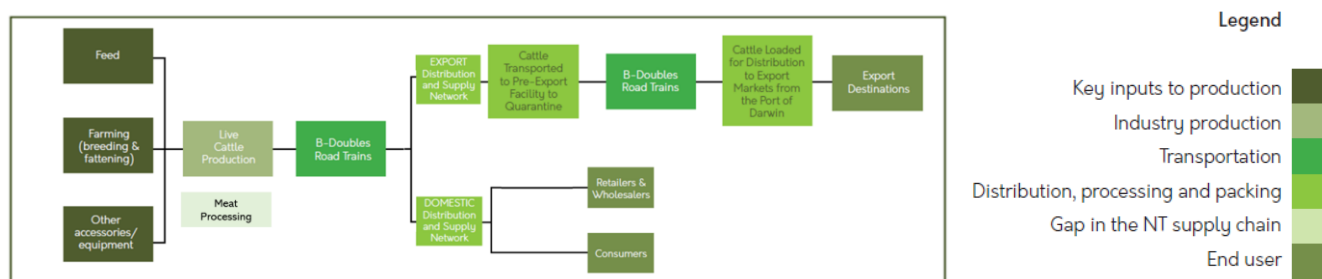 Feed
Farming
(breeding &
fattening)
Other
accessories/
equipment
Live
Cattle
Production
Meat
Processing
B-Doubles
Road Trains
EXPORT
Distribution
and Supply
Network
Cattle
Transported
to Pre-Export
Facility to
Quarantine
B-Doubles
Road Trains
Cattle Loaded
for Distribution
to Export
Markets from
the Port of
Darwin
Export
Destinations
DOMESTIC
Distribution
and Supply
Network
Retailers &
Wholesalers
Consumers
Legend
Key inputs to production
Industry production
Transportation
Distribution, processing and packing
Gap in the NT supply chain
End user